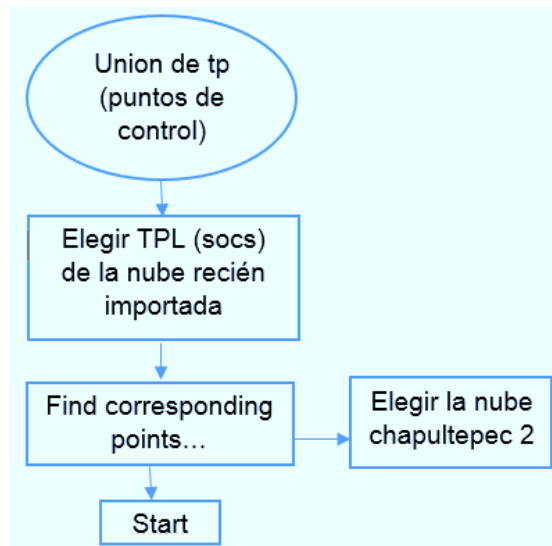 Union de tp
(puntos de
control)
Elegir TPL (socs)
de la nube recién
importada
Find corresponding
points...
Elegir la nube
chapultepec 2
Start